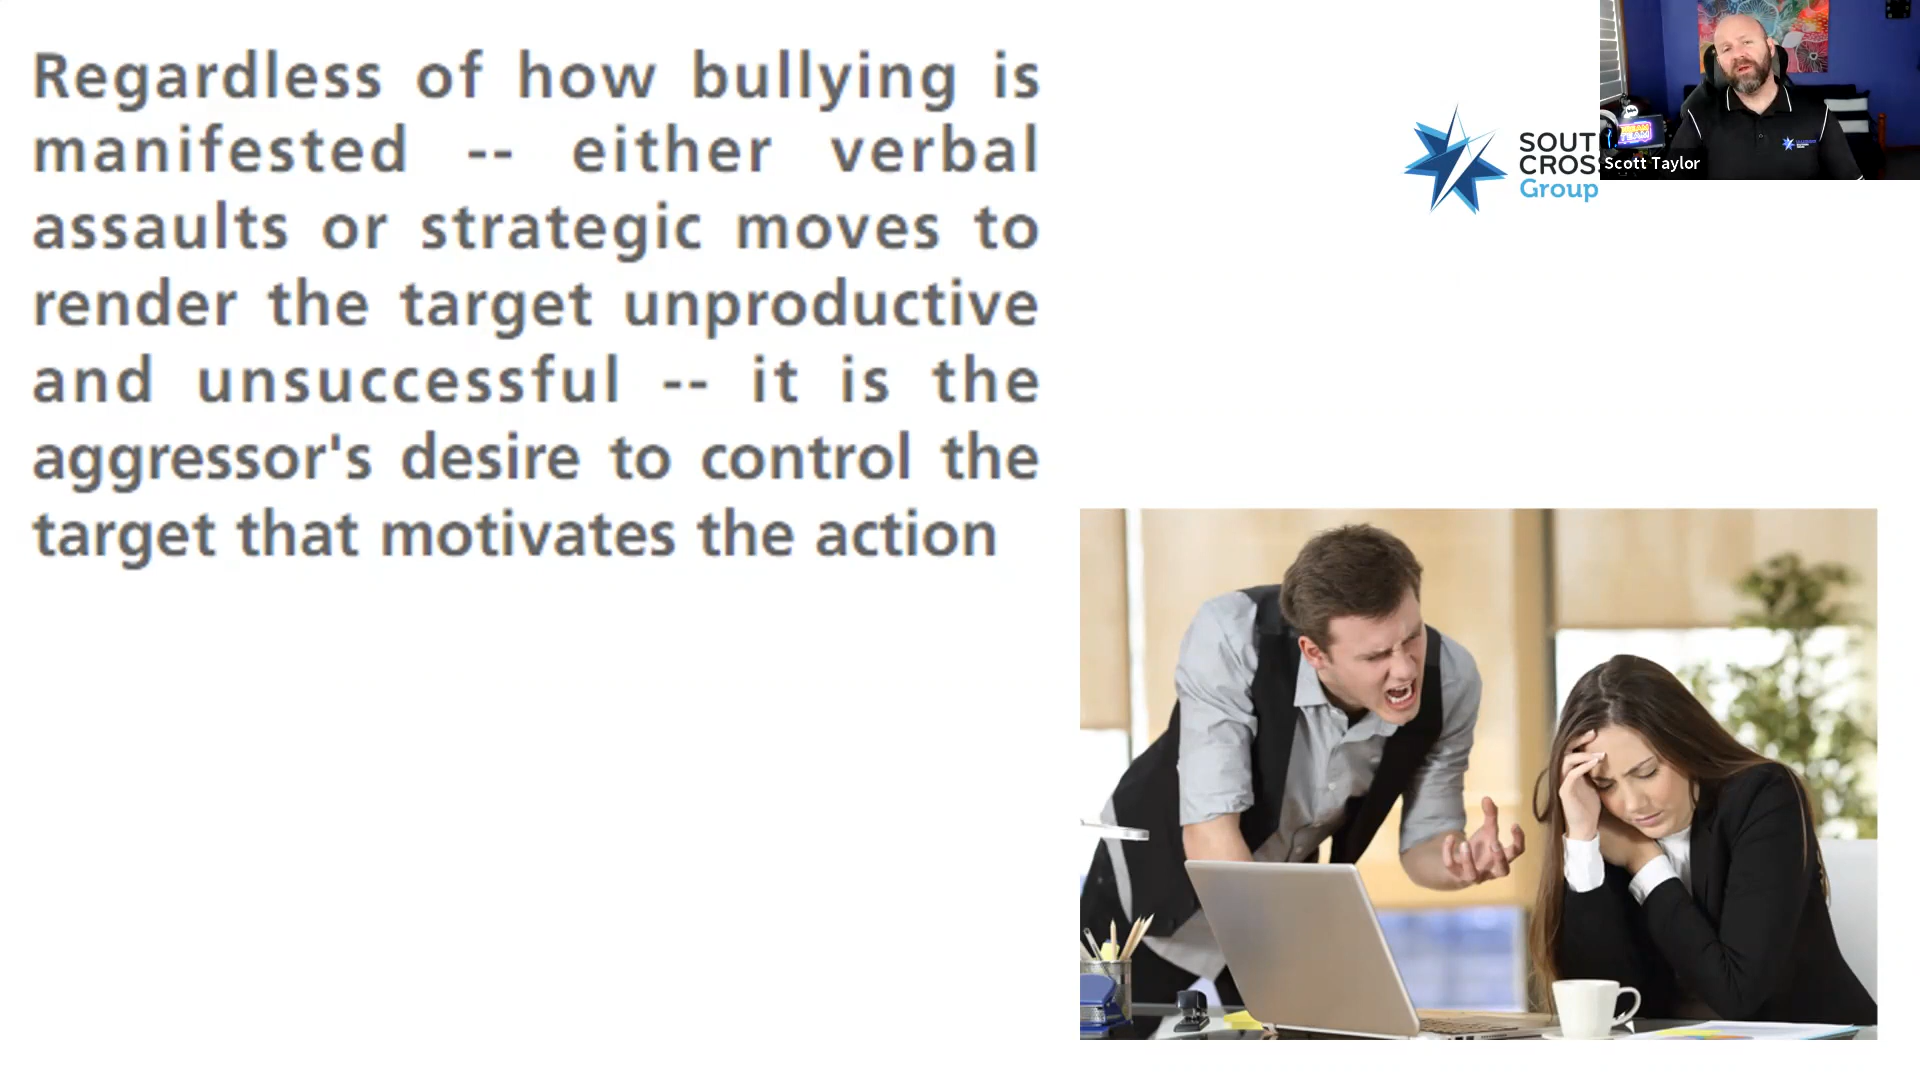 Regardless of how bullying is
manifested -- either verbal
assaults or strategic moves to
render the target unproductive
and unsuccessful -- it is the
aggressor's desire to control the
target that motivates the action
SOUT
CROS
Group
Scott Taylor